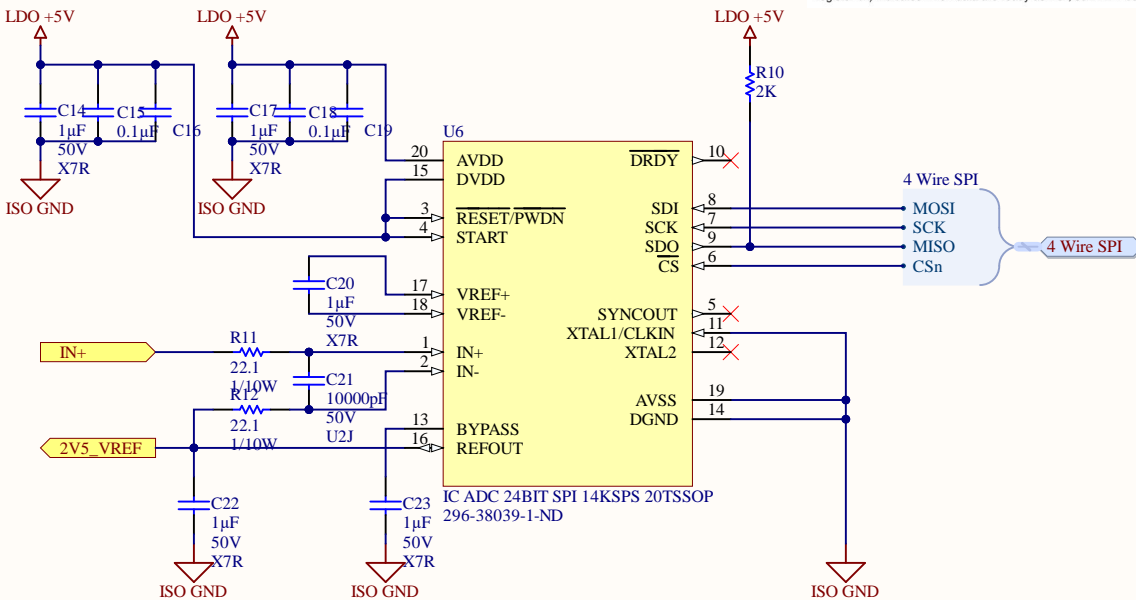 LDO +5V
LDO +5V
LDO +5V
C14
1µF
50V
X7R
C15
0.1µF
C16
C17
1µF
50V
X7R
C18
0.1µF
C19
R10
2K
ISO GND
ISO GND
U6
20 AVDD
15 DVDD
3 RESET/PWDN
4 START
17 VREF+
18 VREF-
1 IN+
2 IN-
13 BYPASS
16 REFOUT
DRDY 10
SDI 8
SCK 7
SDO 9
CS 6
SYNCOUT 5
XTAL1/CLKIN 11
XTAL2 12
AVSS 19
DGND 14
IC ADC 24BIT SPI 14KSPS 20TSSOP
296-38039-1-ND
4 Wire SPI
MOSI
SCK
MISO
CSn
4 Wire SPI
C20
1µF
50V
X7R
IN+
R11
22.1
1/10W
R12
22.1
1/10W
C21
10000pF
50V
U2J
2V5_VREF
C22
1µF
50V
X7R
C23
1µF
50V
X7R
ISO GND
ISO GND
ISO GND